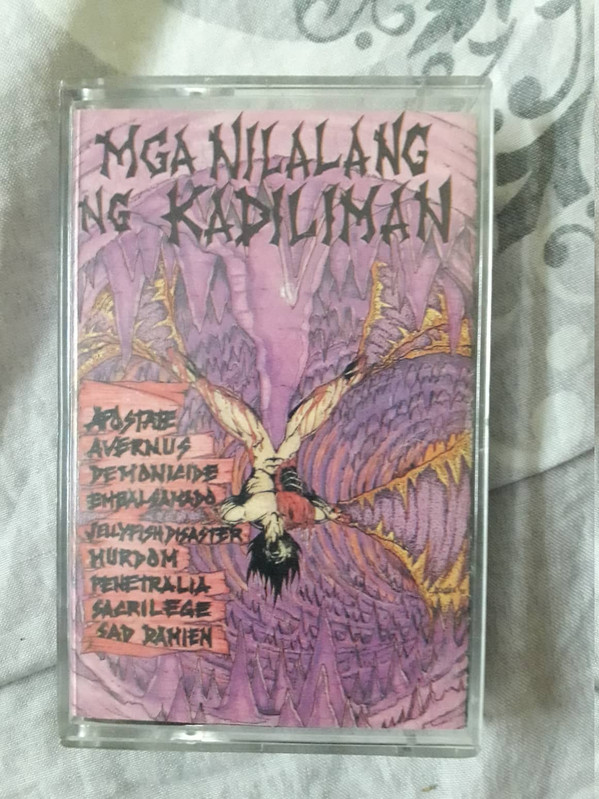 MGA NILALANG
NG KADILIMAN
APOSTATE
AVERNUS
DEMONICIDE
EMBALSAMADO
JELLYFISH DISASTER
MURDOM
PENETRALIA
SACRILEGE
SAD DAMIEN